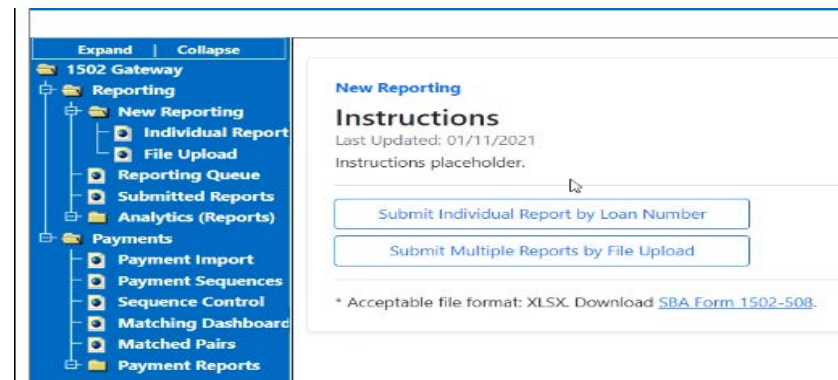 Expand | Collapse
1502 Gateway
Reporting
New Reporting
Individual Report
File Upload
Reporting Queue
Submitted Reports
Analytics (Reports)
Payments
Payment Import
Payment Sequences
Sequence Control
Matching Dashboard
Matched Pairs
Payment Reports
New Reporting
Instructions
Last Updated: 01/11/2021
Instructions placeholder.
Submit Individual Report by Loan Number
Submit Multiple Reports by File Upload
* Acceptable file format: XLSX. Download SBA Form 1502-508.